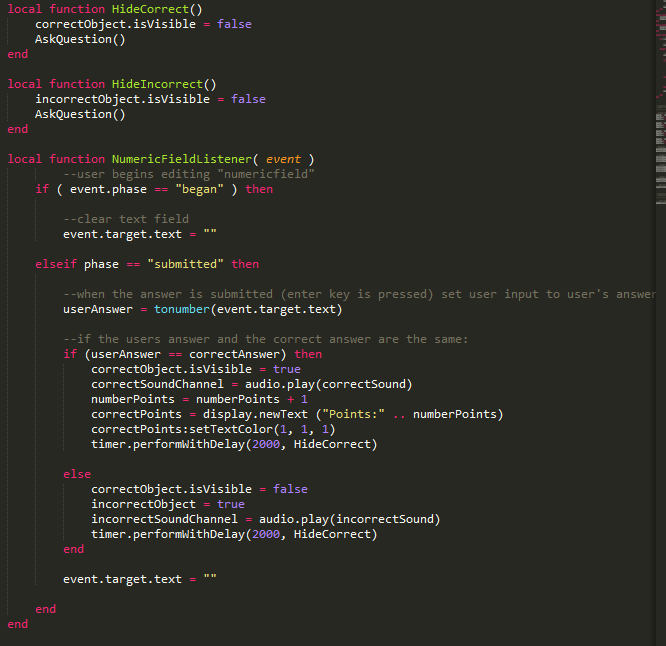 local function HideCorrect()
correctObject.isVisible = false
AskQuestion()
end
local function HideIncorrect()
incorrectObject.isVisible = false
AskQuestion()
end
local function NumericFieldListener( event )
--user begins editing "numericfield"
if ( event.phase == "began" ) then
--clear text field
event.target.text = ""
elseif phase == "submitted" then
--when the answer is submitted (enter key is pressed) set user input to user's answer
userAnswer = tonumber(event.target.text)
--if the users answer and the correct answer are the same:
if (userAnswer == correctAnswer) then
correctObject.isVisible = true
correctSoundChannel = audio.play(correctSound)
numberPoints = numberPoints + 1
correctPoints = display.newText ("Points:" .. numberPoints)
correctPoints:setTextColor(1, 1, 1)
timer.performWithDelay(2000, HideCorrect)
else
correctObject.isVisible = false
incorrectObject = true
incorrectSoundChannel = audio.play(incorrectSound)
timer.performWithDelay(2000, HideCorrect)
end
event.target.text = ""
end
end